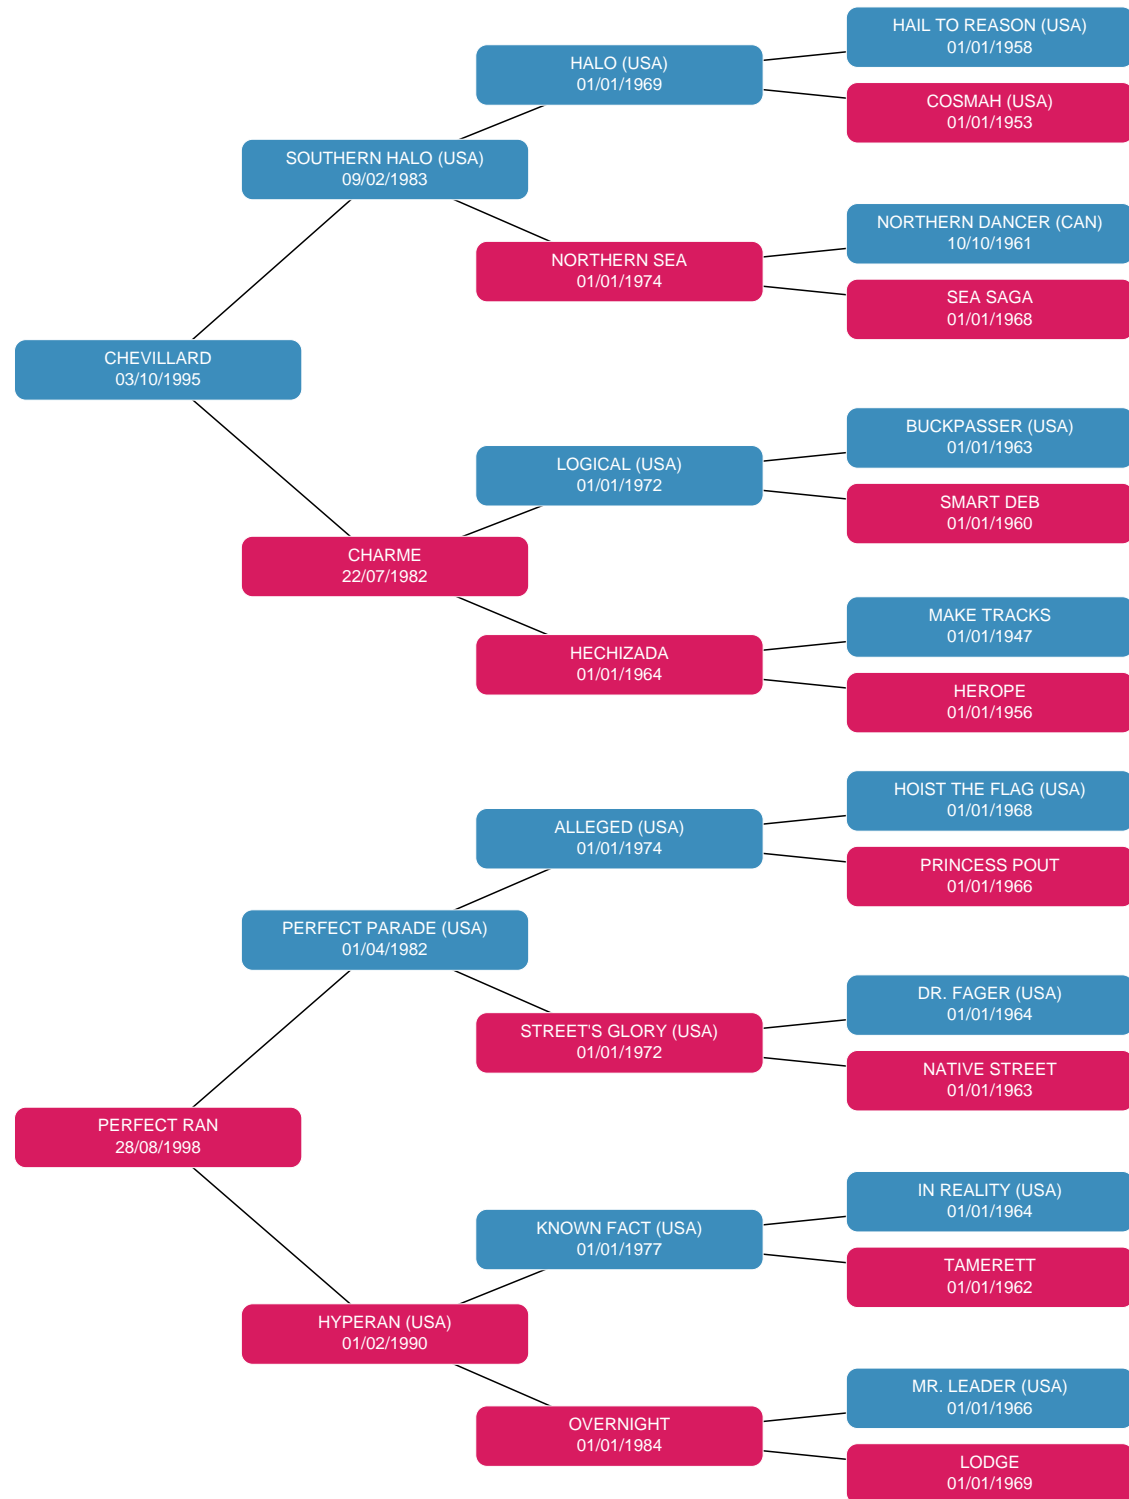 HAIL TO REASON (USA)
01/01/1958
HALO (USA)
01/01/1969
COSMAH (USA)
01/01/1953
SOUTHERN HALO (USA)
09/02/1983
NORTHERN DANCER (CAN)
10/10/1961
NORTHERN SEA
01/01/1974
SEA SAGA
01/01/1968
CHEVILLARD
03/10/1995
BUCKPASSER (USA)
01/01/1963
LOGICAL (USA)
01/01/1972
SMART DEB
01/01/1960
CHARME
22/07/1982
MAKE TRACKS
01/01/1947
HECHIZADA
01/01/1964
HEROPE
01/01/1956
HOIST THE FLAG (USA)
01/01/1968
ALLEGED (USA)
01/01/1974
PRINCESS POUT
01/01/1966
PERFECT PARADE (USA)
01/04/1982
DR. FAGER (USA)
01/01/1964
STREET'S GLORY (USA)
01/01/1972
NATIVE STREET
01/01/1963
PERFECT RAN
28/08/1998
IN REALITY (USA)
01/01/1964
KNOWN FACT (USA)
01/01/1977
TAMERETT
01/01/1962
HYPERAN (USA)
01/02/1990
MR. LEADER (USA)
01/01/1966
OVERNIGHT
01/01/1984
LODGE
01/01/1969